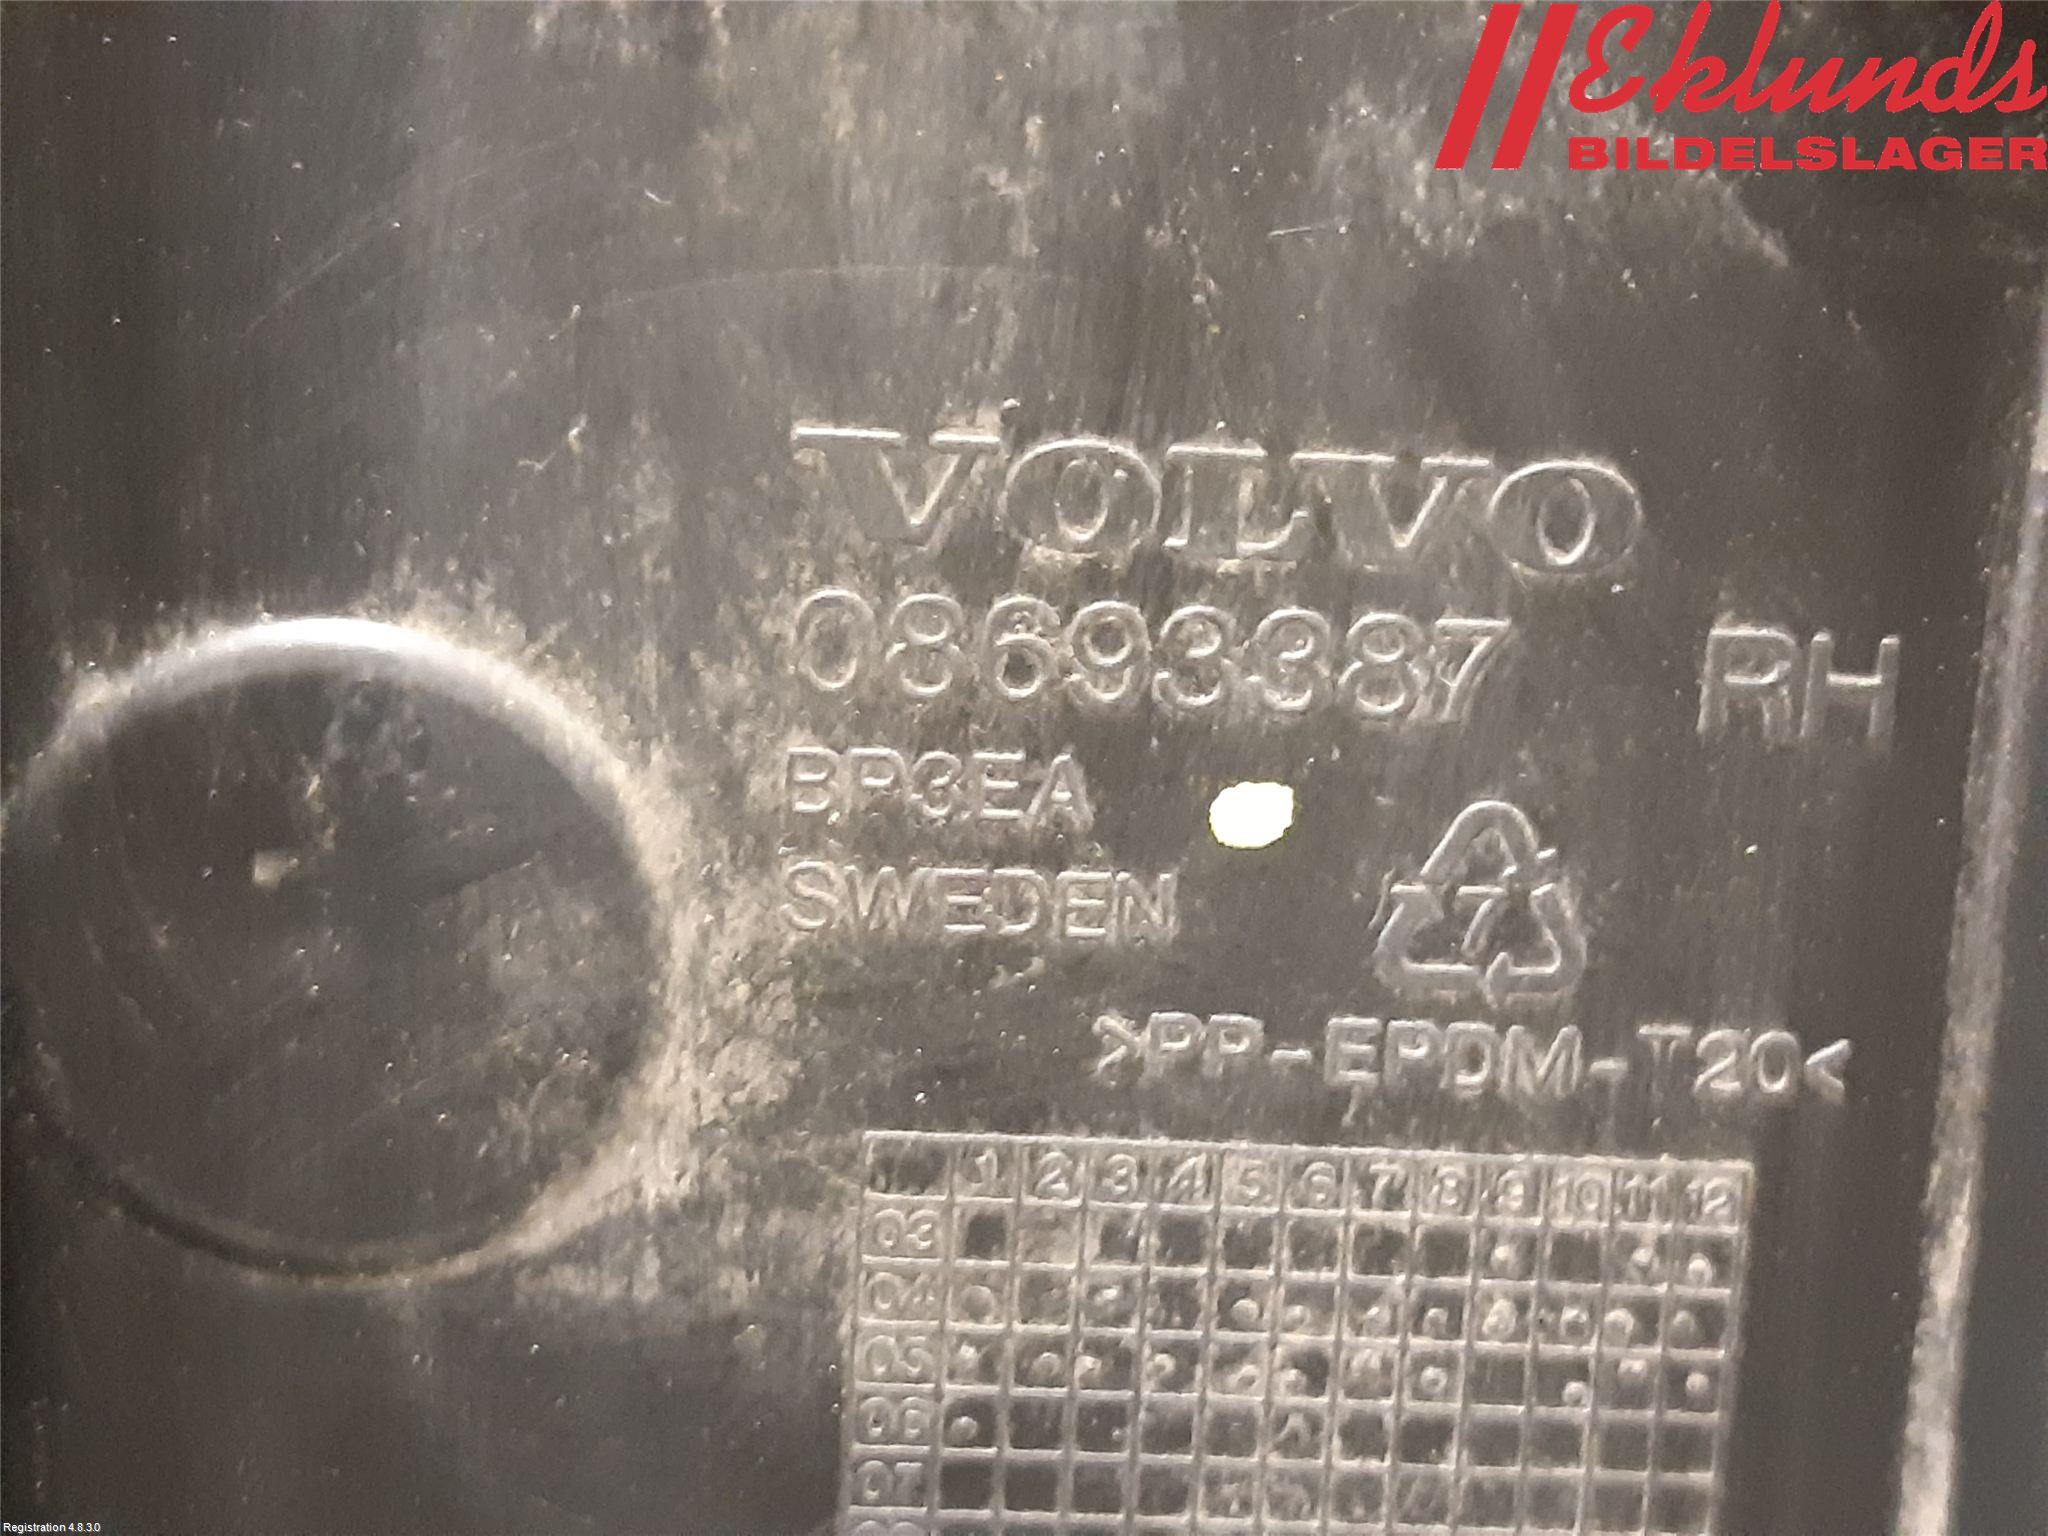 Eklunds
BILDELSLAGER
VOLVO
08693387 RH
BP3EA
SWEDEN
7
>PP-EPDM-T20<
1 2 3 4 5 6 7 8 9 10 11 12
03
04
05
06
07
Registration 4.8.3.0